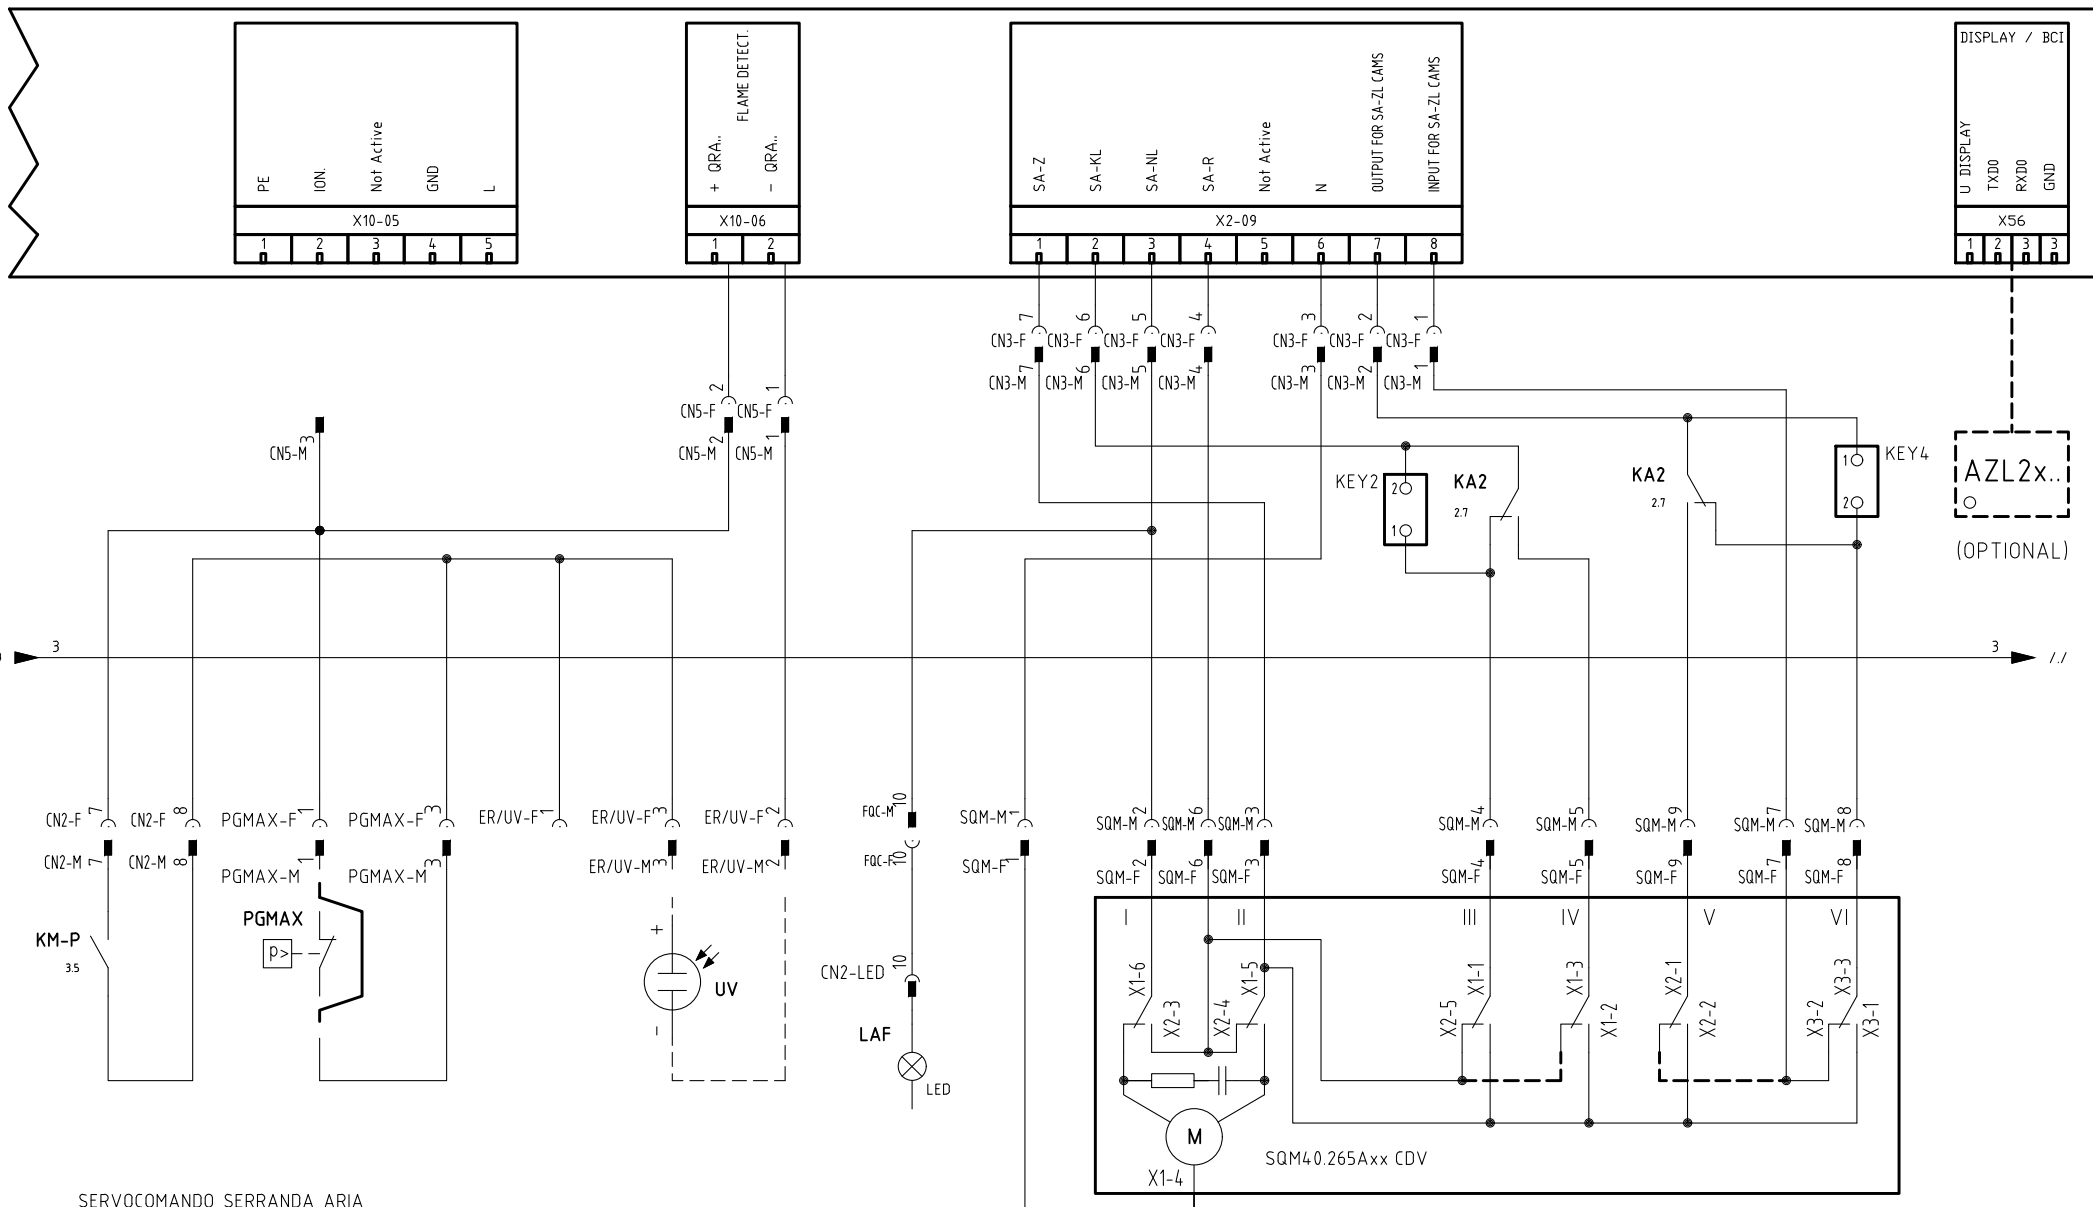 DISPLAY / BCI
FLAME DETECT.
PE
ION.
Not Active
GND
L
+ QRA..
- QRA..
SA-Z
SA-KL
SA-NL
SA-R
Not Active
N
OUTPUT FOR SA-ZL CAMS
INPUT FOR SA-ZL CAMS
U DISPLAY
TXD0
RXD0
GND
X10-05
X10-06
X2-09
X56
1 2 3 4 5
1 2
1 2 3 4 5 6 7 8
1 2 3 3
7 6 5 4 3 2 1
CN3-F CN3-F CN3-F CN3-F CN3-F CN3-F CN3-F
CN3-M 7 CN3-M 6 CN3-M 5 CN3-M 4 CN3-M 3 CN3-M 2 CN3-M 1
CN5-F 2 CN5-F 1
CN5-M 3
CN5-M 2 CN5-M 1
KEY2
2
1
KA2
2.7
KA2
2.7
1
2
KEY4
AZL2x..
(OPTIONAL)
3
3
/./
CN2-F 7
CN2-F 8
PGMAX-F 1
PGMAX-F 3
ER/UV-F 1
ER/UV-F 3
ER/UV-F 2
FQC-M 10
SQM-M 1
SQM-M 2
SQM-M 6
SQM-M 3
SQM-M 4
SQM-M 5
SQM-M 9
SQM-M 7
SQM-M 8
CN2-M 7
CN2-M 8
PGMAX-M 1
PGMAX-M 3
ER/UV-M 3
ER/UV-M 2
FQC-F 10
SQM-F 1
SQM-F 2
SQM-F 6
SQM-F 3
SQM-F 4
SQM-F 5
SQM-F 9
SQM-F 7
SQM-F 8
I II III IV V VI
PGMAX
P>
KM-P
3.5
+
UV
-
CN2-LED 10
LAF
LED
X1-6
X2-3
X2-4
X1-5
X2-5
X1-1
X1-3
X1-2
X2-1
X2-2
X3-2
X3-3
X3-1
M
X1-4
SQM40.265Axx CDV
SERVOCOMANDO SERRANDA ARIA